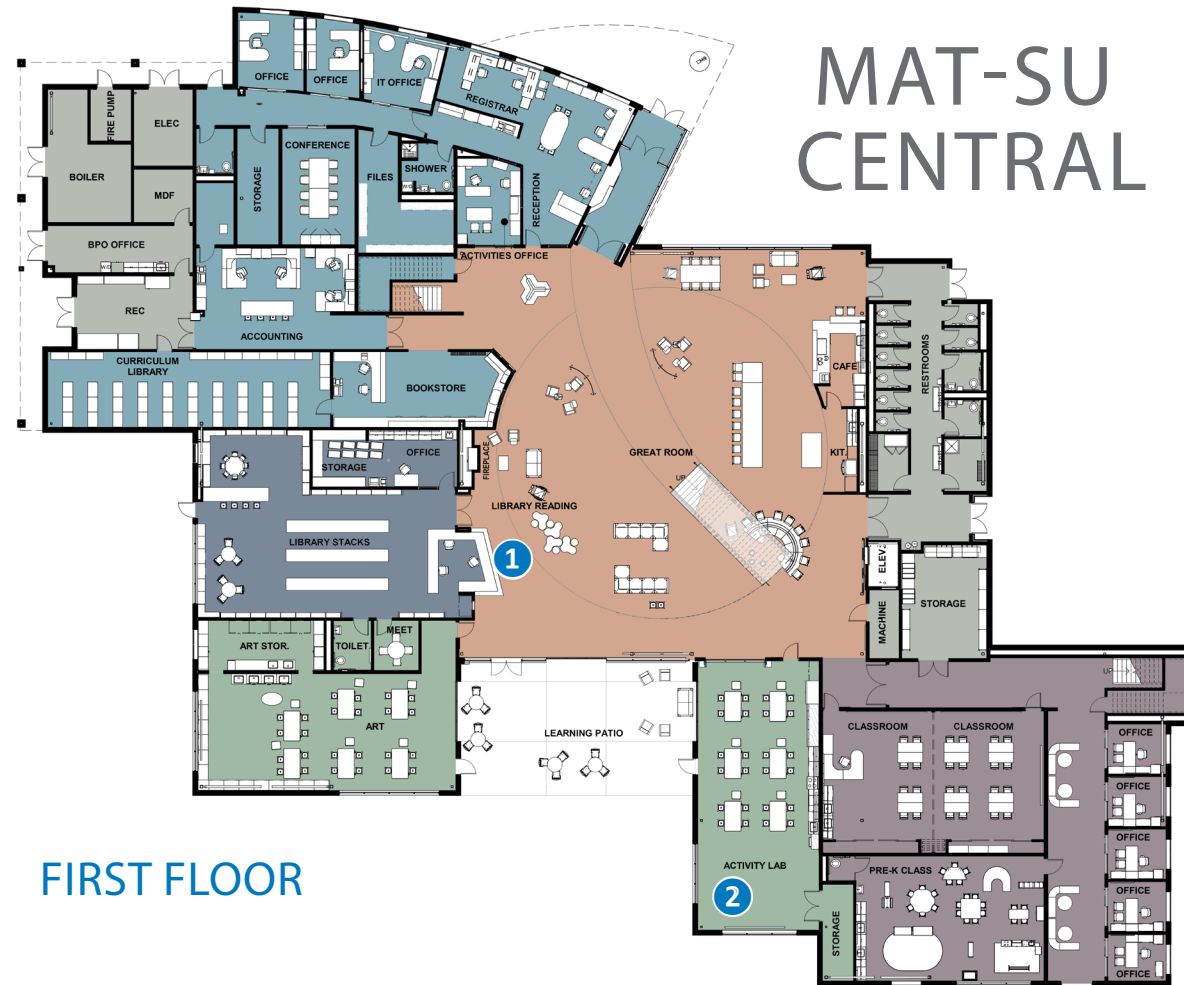 MAT-SU
CENTRAL
OFFICE
OFFICE
IT OFFICE
REGISTRAR
FIRE PUMP
ELEC
BOILER
MDF
STORAGE
CONFERENCE
FILES
SHOWER
W/D
RECEPTION
BPO OFFICE
W/D
ACTIVITIES OFFICE
REC
ACCOUNTING
CURRICULUM
LIBRARY
BOOKSTORE
CAFE
RESTROOMS
STORAGE
OFFICE
FIREPLACE
GREAT ROOM
KIT.
UP
LIBRARY READING
LIBRARY STACKS
1
ELEV.
MACHINE
STORAGE
ART STOR.
TOILET
MEET
ART
LEARNING PATIO
UP
CLASSROOM
CLASSROOM
OFFICE
OFFICE
OFFICE
OFFICE
OFFICE
ACTIVITY LAB
2
PRE-K CLASS
STORAGE
FIRST FLOOR